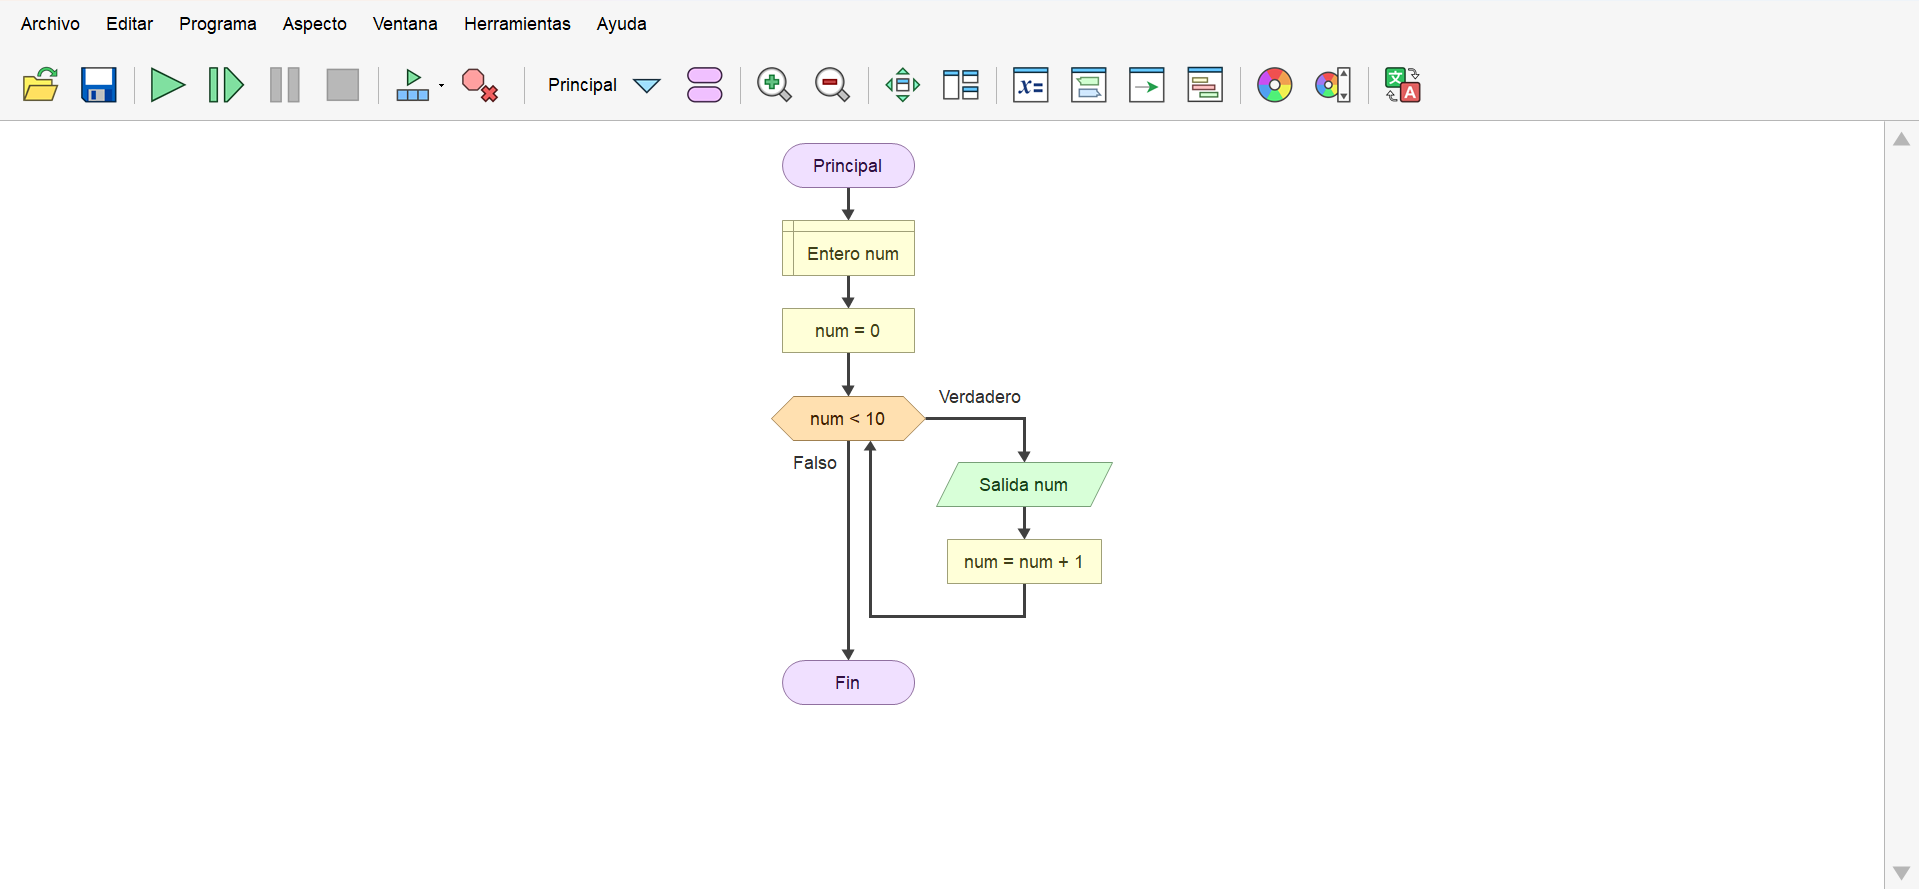 Archivo Editar Programa Aspecto Ventana Herramientas Ayuda
Principal
x=
文
A
Principal
Entero num
num = 0
num < 10
Verdadero
Falso
Salida num
num = num + 1
Fin